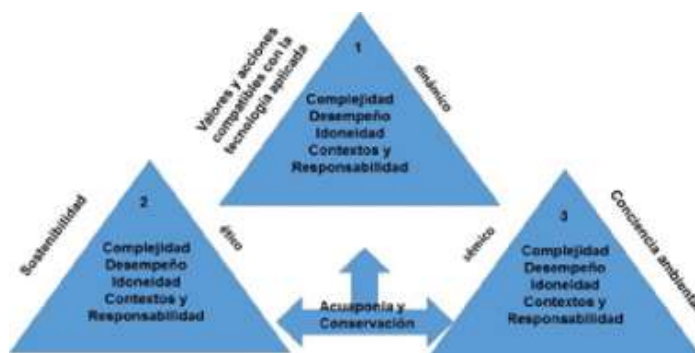 Valores y acciones
compatibles con la
tecnología aplicada
1
Complejidad
Desempeño
Idoneidad
Contextos y
Responsabilidad
dinámico
Sostenibilidad
2
Complejidad
Desempeño
Idoneidad
Contextos y
Responsabilidad
ético
Acuaponía y
Conservación
sémico
3
Complejidad
Desempeño
Idoneidad
Contextos y
Responsabilidad
Conciencia